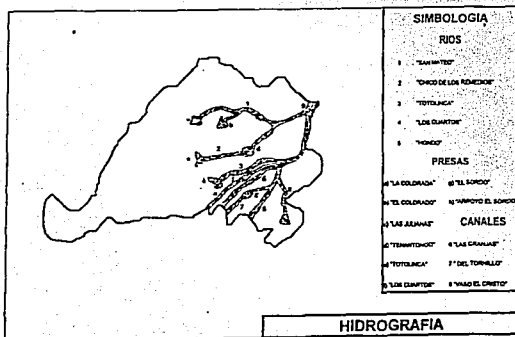 SIMBOLOGIA
RIOS
1 "SAN MATEO"
2 "CHICO DE LOS REMEDIOS"
3 "TOTOLINCA"
4 "LOS CUARTOS"
5 "HONDO"
PRESAS
a) "LA COLORADA" g) "EL SORDO"
b) "EL COLORADO" h) "ARROYO EL SORDO"
c) "LAS JULIANAS" CANALES
d) 6 "LAS GRANJAS"
e) "TOTOLINCA" 7 "DEL TORNILLO"
f) "LOS CUARTOS" 8 "VASO EL CRISTO"
HIDROGRAFIA